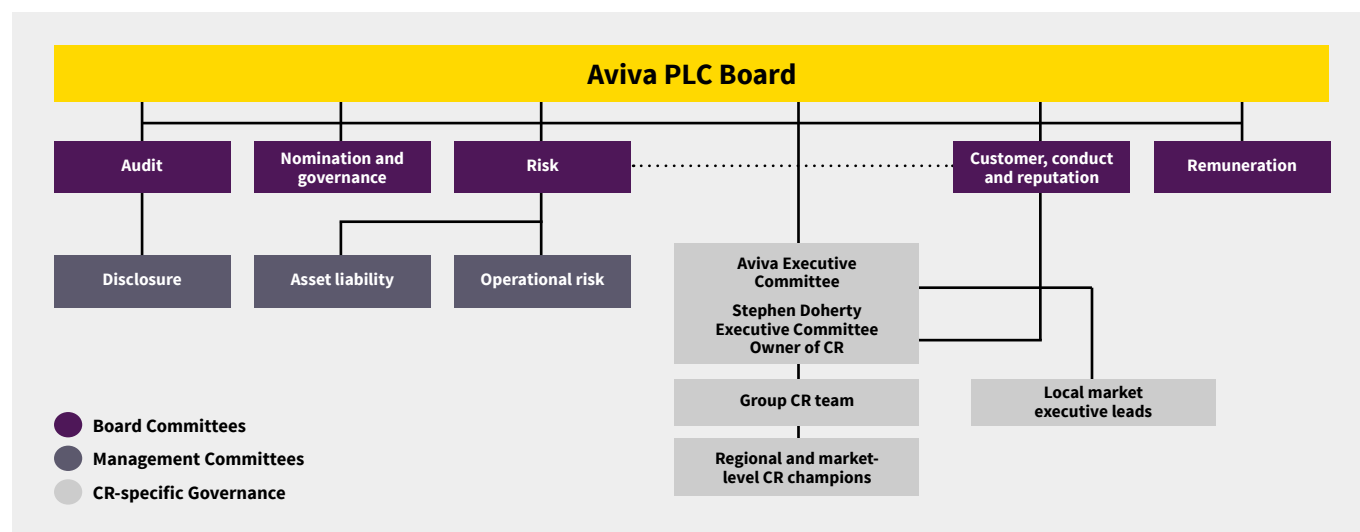 Aviva PLC Board
Audit
Nomination and
governance
Risk
Customer, conduct
and reputation
Remuneration
Disclosure
Asset liability
Operational risk
Aviva Executive
Committee
Stephen Doherty
Executive Committee
Owner of CR
Group CR team
Local market
executive leads
Regional and market-
level CR champions
Board Committees
Management Committees
CR-specific Governance